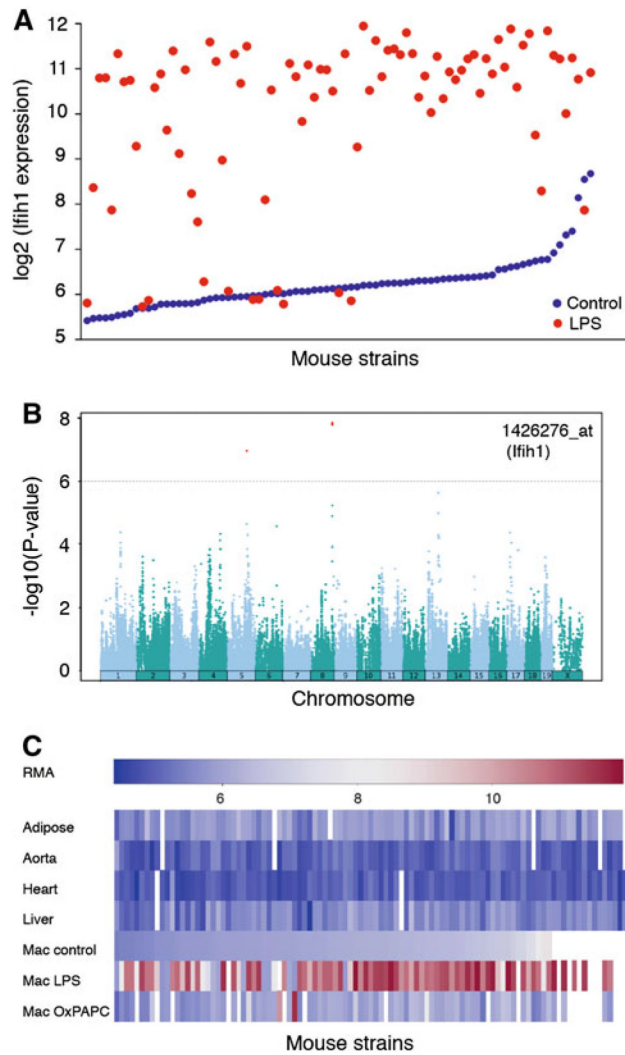 A
12
11
10
9
8
7
6
5
log2 (Ifih1 expression)
Control
LPS
Mouse strains
B
8
6
4
2
0
-log10(P-value)
1426276_at
(Ifih1)
1 2 3 4 5 6 7 8 9 10 11 12 13 14 15 16 17 18 19 X
Chromosome
C
RMA
6 8 10
Adipose
Aorta
Heart
Liver
Mac control
Mac LPS
Mac OxPAPC
Mouse strains